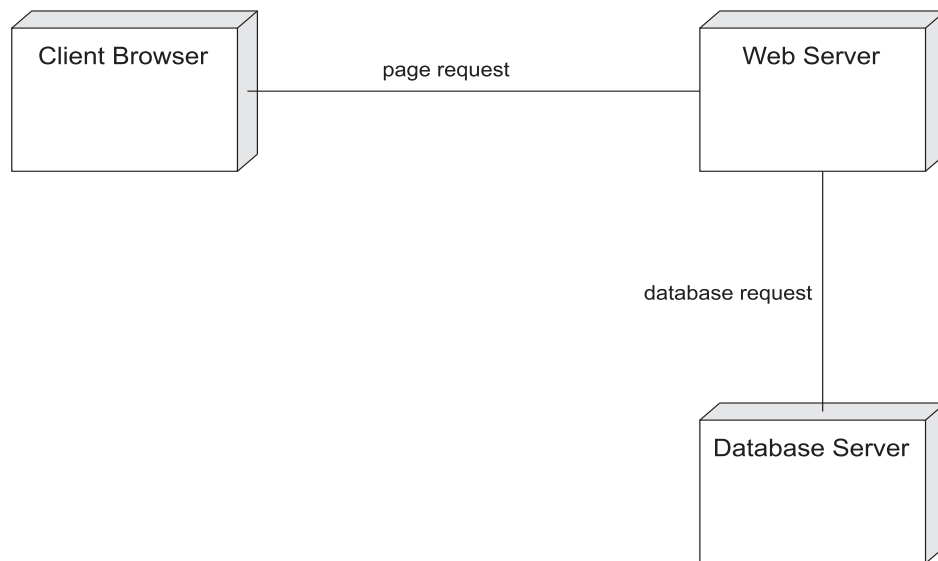 Client Browser
page request
Web Server
database request
Database Server